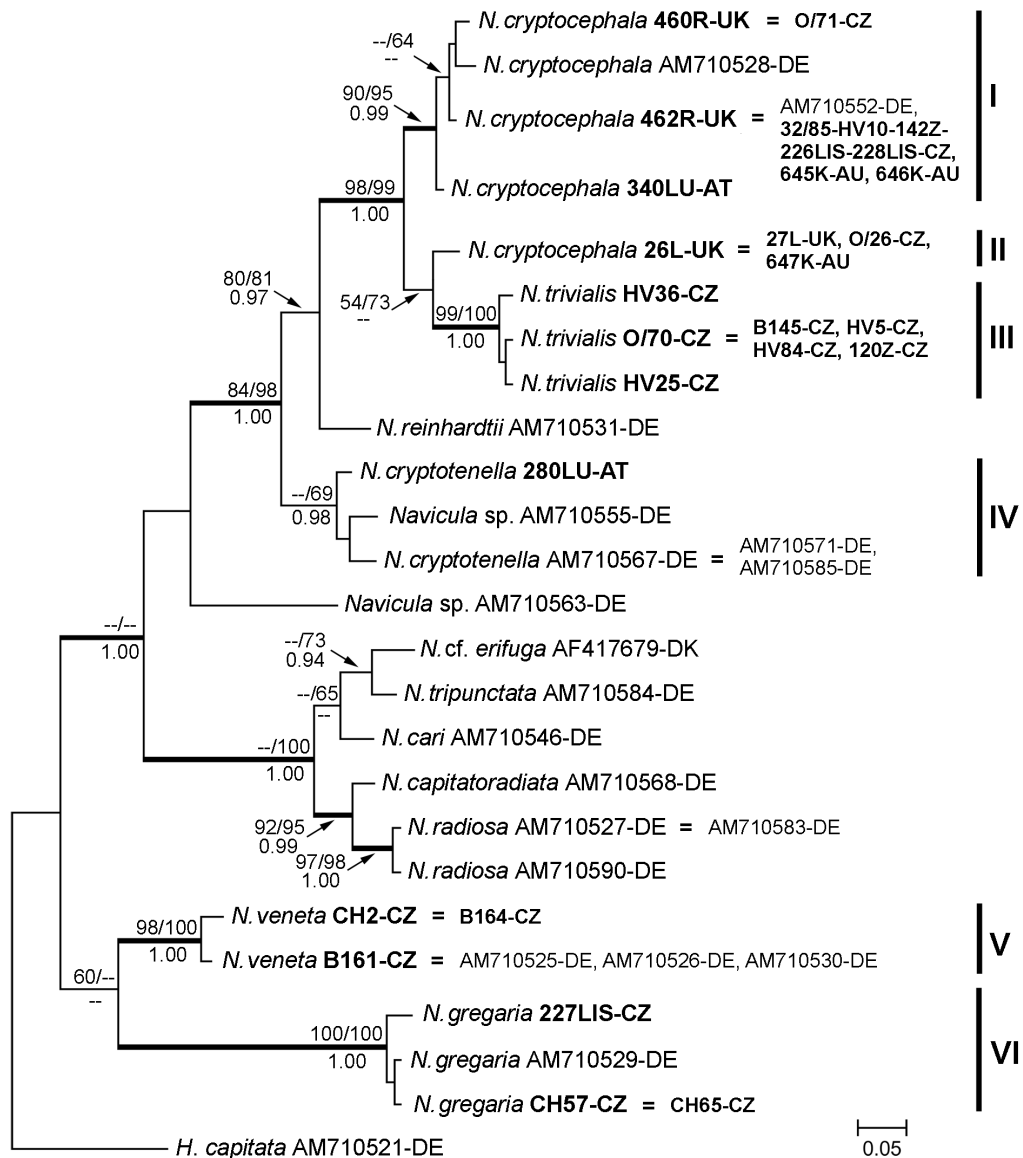 N. cryptocephala 460R-UK = O/71-CZ
--/64
--
N. cryptocephala AM710528-DE
I
90/95
0.99
N. cryptocephala 462R-UK = AM710552-DE,
32/85-HV10-142Z-
226LIS-228LIS-CZ,
645K-AU, 646K-AU
98/99
1.00
N. cryptocephala 340LU-AT
N. cryptocephala 26L-UK = 27L-UK, O/26-CZ,
647K-AU
II
80/81
0.97
54/73
--
N. trivialis HV36-CZ
99/100
1.00
N. trivialis O/70-CZ = B145-CZ, HV5-CZ,
HV84-CZ, 120Z-CZ
III
N. trivialis HV25-CZ
84/98
1.00
N. reinhardtii AM710531-DE
N. cryptotenella 280LU-AT
--/69
0.98
Navicula sp. AM710555-DE
IV
N. cryptotenella AM710567-DE = AM710571-DE,
AM710585-DE
Navicula sp. AM710563-DE
--/--
1.00
N. cf. erifuga AF417679-DK
--/73
0.94
N. tripunctata AM710584-DE
--/65
--
N. cari AM710546-DE
--/100
1.00
N. capitatoradiata AM710568-DE
92/95
0.99
N. radiosa AM710527-DE = AM710583-DE
97/98
1.00
N. radiosa AM710590-DE
N. veneta CH2-CZ = B164-CZ
98/100
1.00
V
N. veneta B161-CZ = AM710525-DE, AM710526-DE, AM710530-DE
60/--
--
N. gregaria 227LIS-CZ
100/100
1.00
N. gregaria AM710529-DE
VI
N. gregaria CH57-CZ = CH65-CZ
H. capitata AM710521-DE
0.05